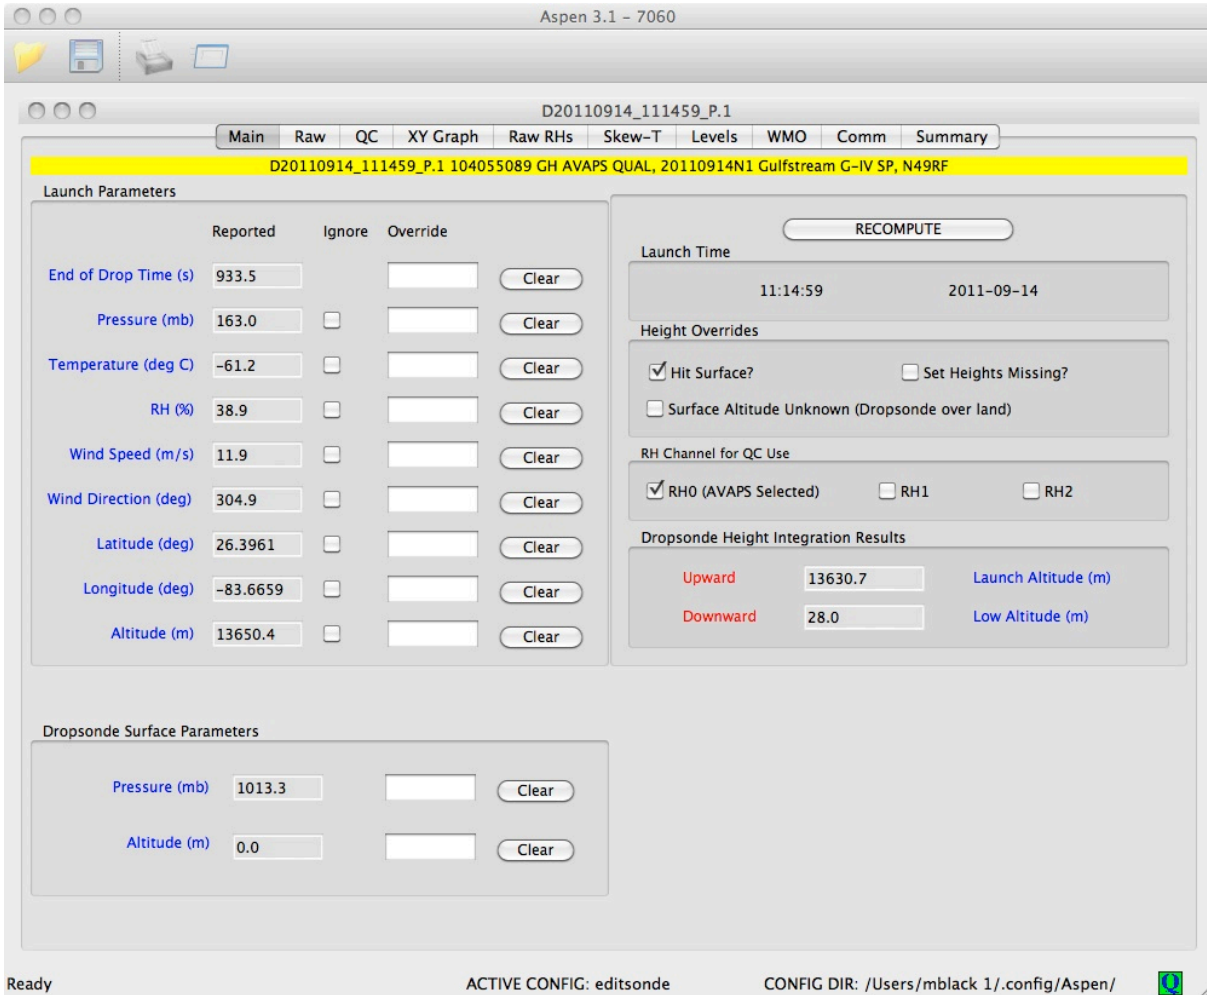 Aspen 3.1 – 7060
D20110914_111459_P.1
Main Raw QC XY Graph Raw RHs Skew-T Levels WMO Comm Summary
D20110914_111459_P.1 104055089 GH AVAPS QUAL, 20110914N1 Gulfstream G-IV SP, N49RF
Launch Parameters
Reported Ignore Override
End of Drop Time (s) 933.5 Clear
Pressure (mb) 163.0 Clear
Temperature (deg C) -61.2 Clear
RH (%) 38.9 Clear
Wind Speed (m/s) 11.9 Clear
Wind Direction (deg) 304.9 Clear
Latitude (deg) 26.3961 Clear
Longitude (deg) -83.6659 Clear
Altitude (m) 13650.4 Clear
RECOMPUTE
Launch Time
11:14:59 2011-09-14
Height Overrides
Hit Surface? Set Heights Missing?
Surface Altitude Unknown (Dropsonde over land)
RH Channel for QC Use
RH0 (AVAPS Selected) RH1 RH2
Dropsonde Height Integration Results
Upward 13630.7 Launch Altitude (m)
Downward 28.0 Low Altitude (m)
Dropsonde Surface Parameters
Pressure (mb) 1013.3 Clear
Altitude (m) 0.0 Clear
Ready ACTIVE CONFIG: editsonde CONFIG DIR: /Users/mblack 1/.config/Aspen/ Q